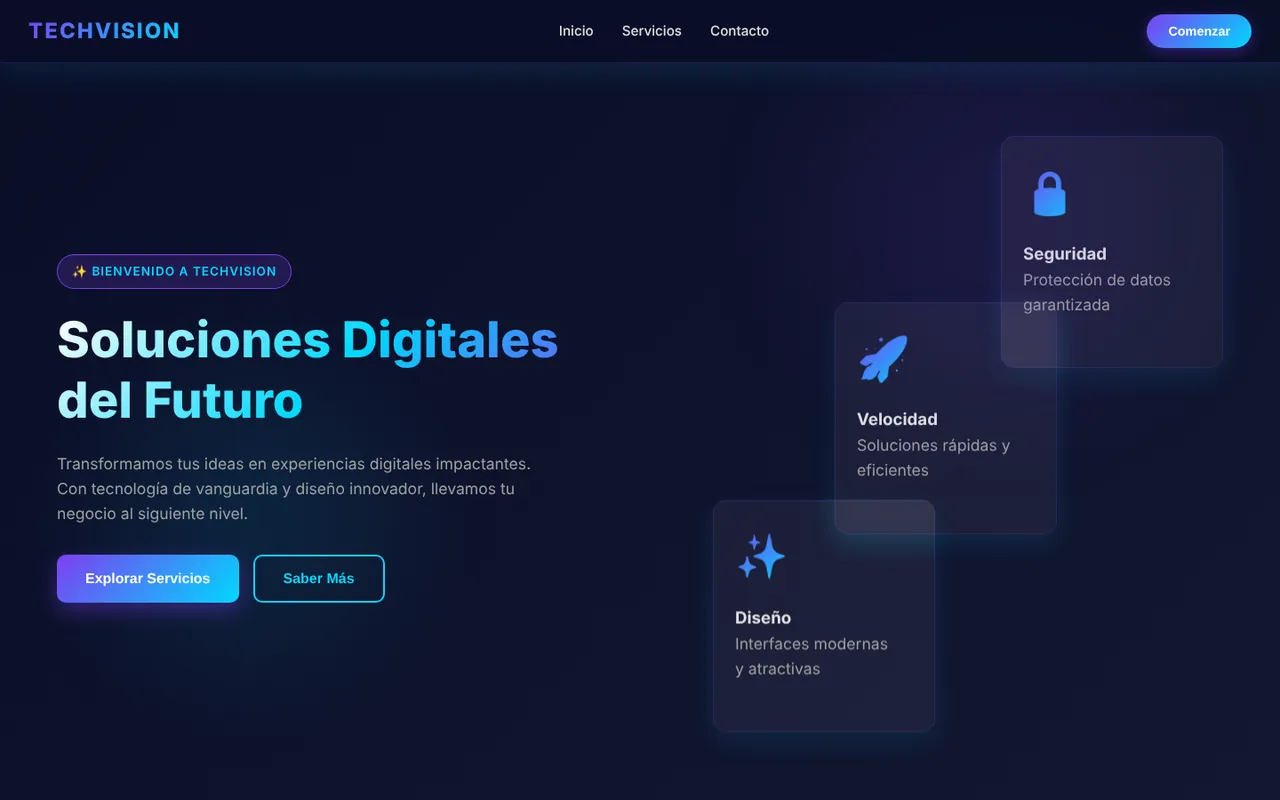 TECHVISION
Inicio
Servicios
Contacto
Comenzar
✨ BIENVENIDO A TECHVISION
Soluciones Digitales
del Futuro
Transformamos tus ideas en experiencias digitales impactantes.
Con tecnología de vanguardia y diseño innovador, llevamos tu
negocio al siguiente nivel.
Explorar Servicios
Saber Más
Seguridad
Protección de datos
garantizada
Velocidad
Soluciones rápidas y
eficientes
Diseño
Interfaces modernas
y atractivas